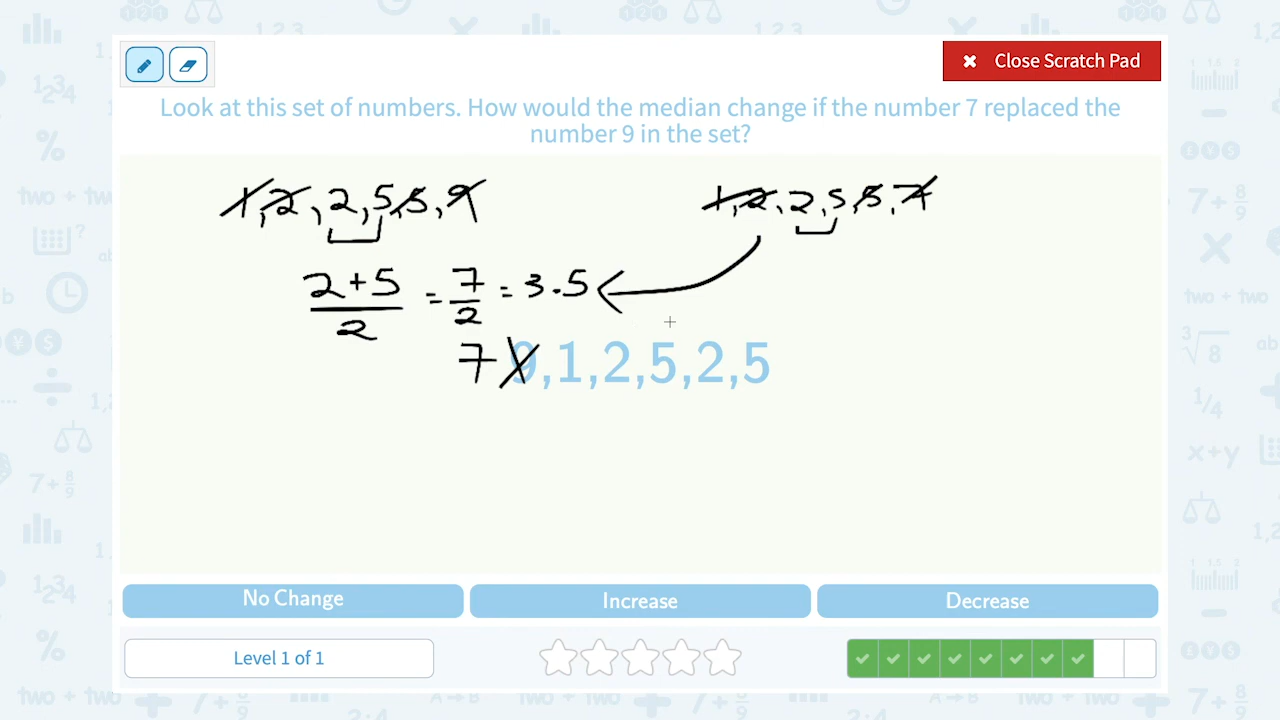 Close Scratch Pad
Look at this set of numbers. How would the median change if the number 7 replaced the
number 9 in the set?
1, 2, 2, 5, 5, 9
1, 2, 2, 5, 5, 7
2+5/2 = 7/2 = 3.5
7 9,1,2,5,2,5
No Change
Increase
Decrease
Level 1 of 1